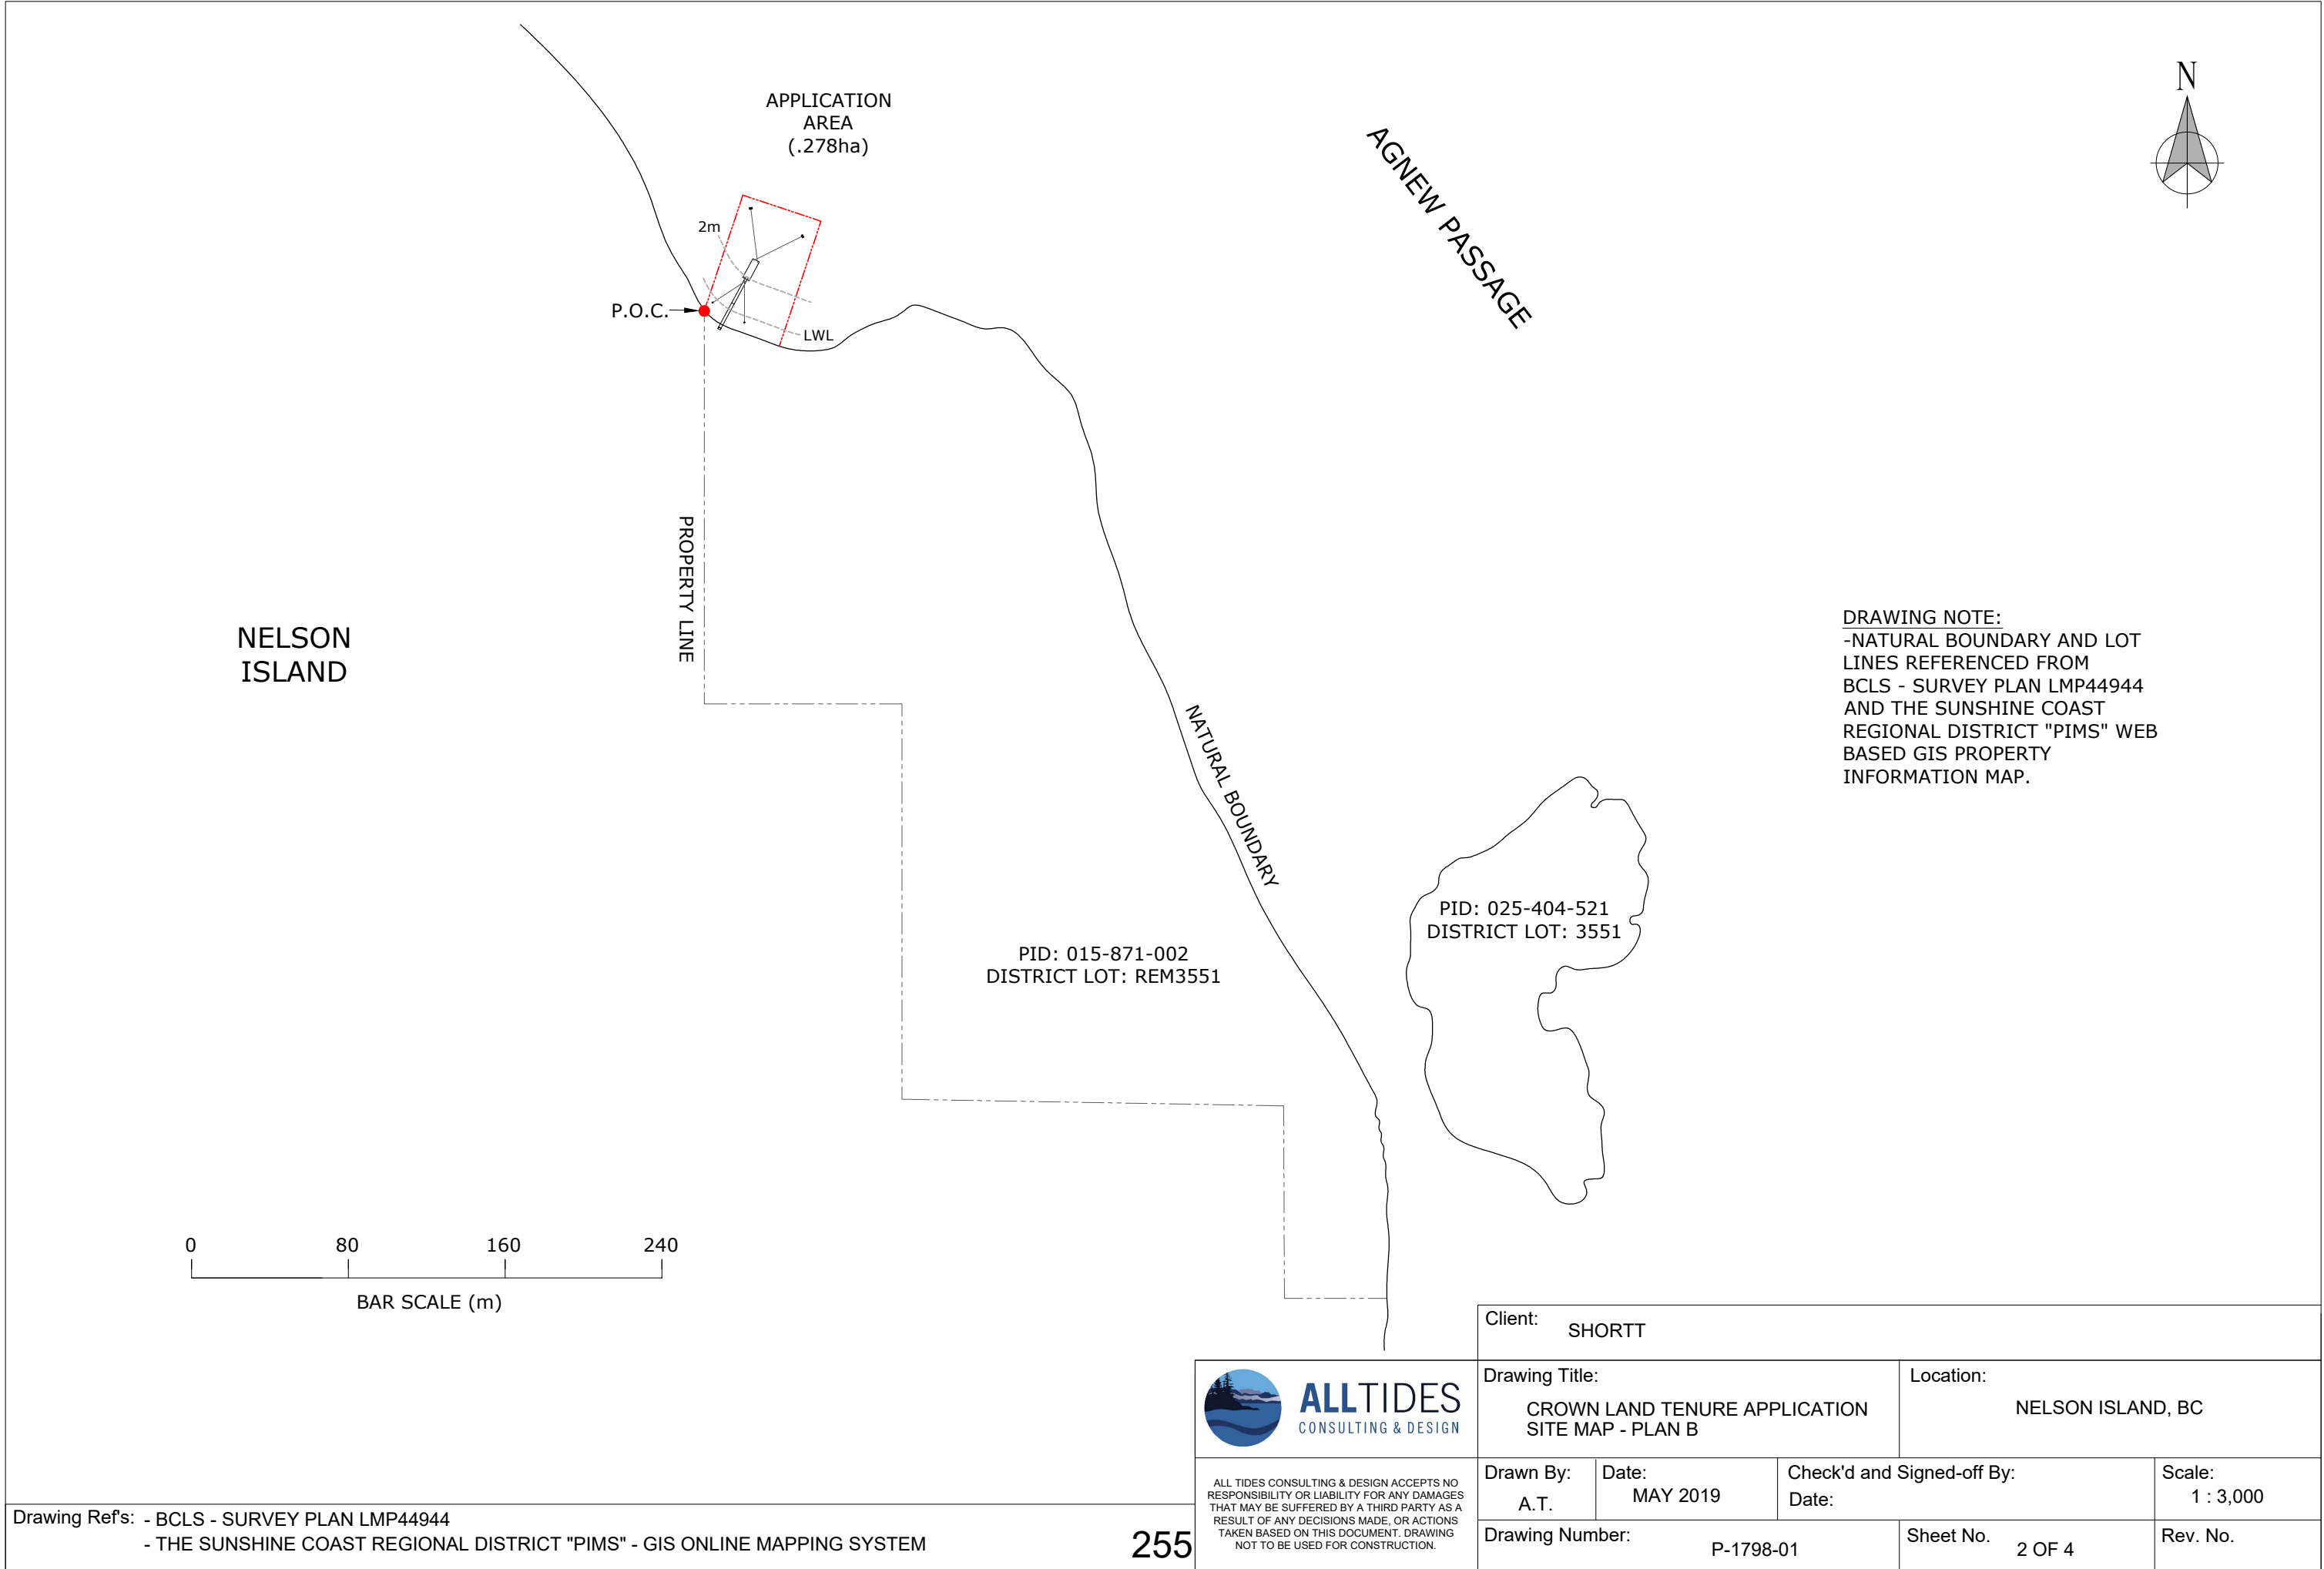 APPLICATION
AREA
(.278ha)
N
AGNEW PASSAGE
2m
P.O.C.
LWL
PROPERTY LINE
NELSON
ISLAND
DRAWING NOTE:
-NATURAL BOUNDARY AND LOT
LINES REFERENCED FROM
BCLS - SURVEY PLAN LMP44944
AND THE SUNSHINE COAST
REGIONAL DISTRICT "PIMS" WEB
BASED GIS PROPERTY
INFORMATION MAP.
NATURAL BOUNDARY
PID: 025-404-521
DISTRICT LOT: 3551
PID: 015-871-002
DISTRICT LOT: REM3551
0 80 160 240
BAR SCALE (m)
Client: SHORTT
ALLTIDES
CONSULTING & DESIGN
Drawing Title:
CROWN LAND TENURE APPLICATION
SITE MAP - PLAN B
Location:
NELSON ISLAND, BC
ALL TIDES CONSULTING & DESIGN ACCEPTS NO
RESPONSIBILITY OR LIABILITY FOR ANY DAMAGES
THAT MAY BE SUFFERED BY A THIRD PARTY AS A
RESULT OF ANY DECISIONS MADE, OR ACTIONS
TAKEN BASED ON THIS DOCUMENT. DRAWING
NOT TO BE USED FOR CONSTRUCTION.
Drawn By:
A.T.
Date:
MAY 2019
Check'd and Signed-off By:
Date:
Scale:
1 : 3,000
Drawing Number:
P-1798-01
Sheet No.
2 OF 4
Rev. No.
Drawing Ref's: - BCLS - SURVEY PLAN LMP44944
- THE SUNSHINE COAST REGIONAL DISTRICT "PIMS" - GIS ONLINE MAPPING SYSTEM
255